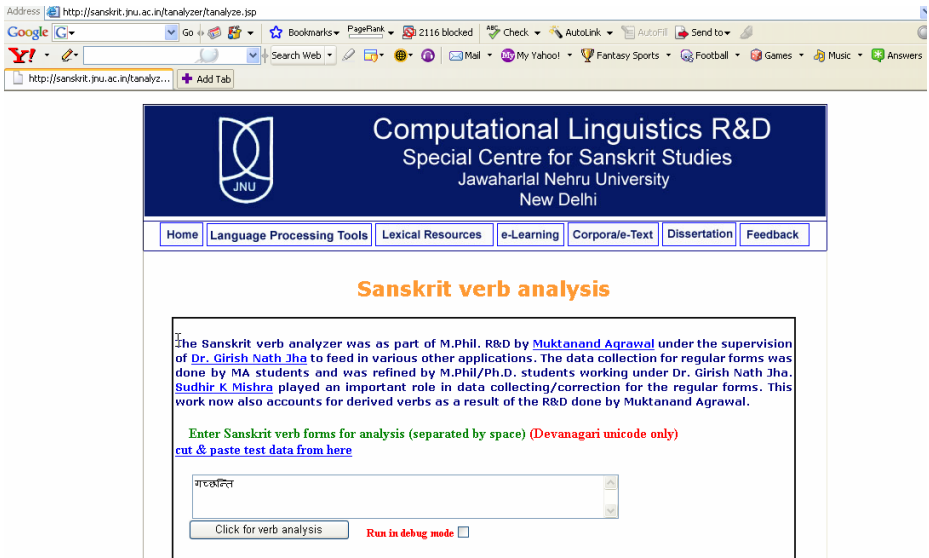 Address http://sanskrit.jnu.ac.in/tanalyzer/tanalyze.jsp
Google G Go Bookmarks PageRank 2116 blocked ABC Check AutoLink AutoFill Send to
Y! Search Web Mail My Yahoo! Fantasy Sports Football Games Music Answers
http://sanskrit.jnu.ac.in/tanalyz... Add Tab
Computational Linguistics R&D
Special Centre for Sanskrit Studies
Jawaharlal Nehru University
New Delhi
JNU
Home Language Processing Tools Lexical Resources e-Learning Corpora/e-Text Dissertation Feedback
Sanskrit verb analysis
The Sanskrit verb analyzer was as part of M.Phil. R&D by Muktanand Agrawal under the supervision
of Dr. Girish Nath Jha to feed in various other applications. The data collection for regular forms was
done by MA students and was refined by M.Phil/Ph.D. students working under Dr. Girish Nath Jha.
Sudhir K Mishra played an important role in data collecting/correction for the regular forms. This
work now also accounts for derived verbs as a result of the R&D done by Muktanand Agrawal.
Enter Sanskrit verb forms for analysis (separated by space) (Devanagari unicode only)
cut & paste test data from here
गच्छन्ति
Click for verb analysis Run in debug mode